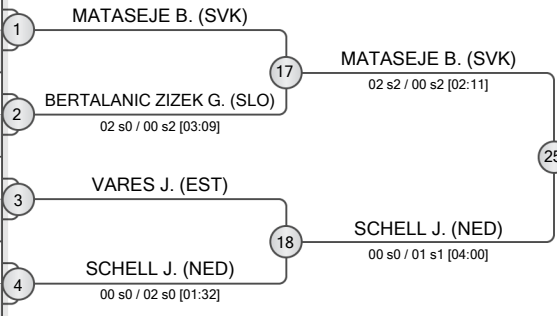 1
MATASEJE B. (SVK)
17
MATASEJE B. (SVK)
02 s2 / 00 s2 [02:11]
2
BERTALANIC ZIZEK G. (SLO)
02 s0 / 00 s2 [03:09]
25
3
VARES J. (EST)
18
SCHELL J. (NED)
00 s0 / 01 s1 [04:00]
4
SCHELL J. (NED)
00 s0 / 02 s0 [01:32]